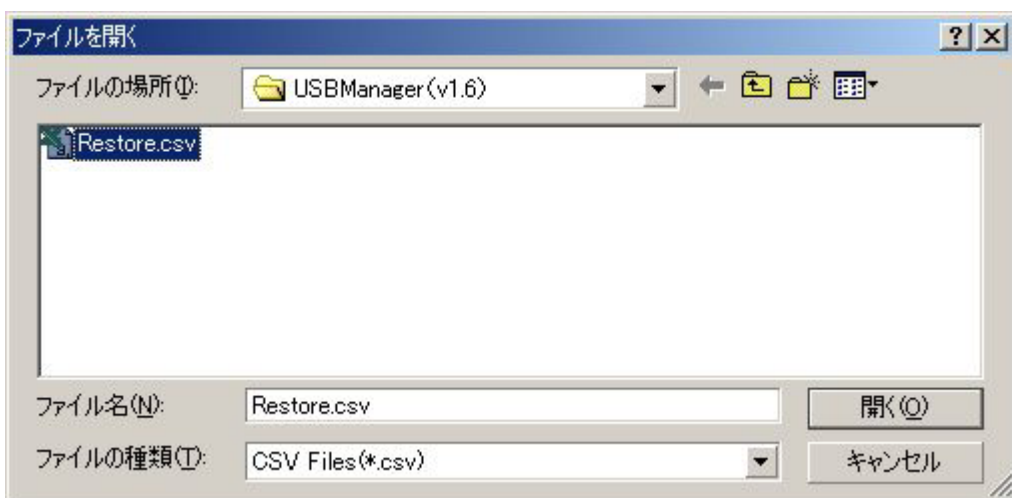 ファイルを開く
ファイルの場所(I): USBManager(v1.6)
Restore.csv
ファイル名(N): Restore.csv 開く(O)
ファイルの種類(T): CSV Files(*.csv) キャンセル